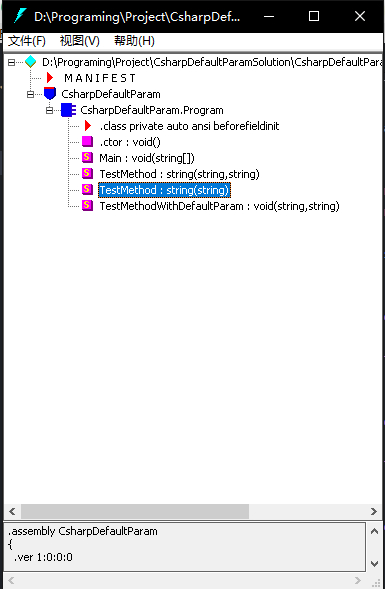 D:\Programing\Project\CsharpDef...
文件(F) 视图(V) 帮助(H)
D:\Programing\Project\CsharpDefaultParamSolution\CsharpDefaultPara
M A N I F E S T
CsharpDefaultParam
CsharpDefaultParam.Program
.class private auto ansi beforefieldinit
.ctor : void()
Main : void(string[])
TestMethod : string(string,string)
TestMethod : string(string)
TestMethodWithDefaultParam : void(string,string)
.assembly CsharpDefaultParam
{
.ver 1:0:0:0